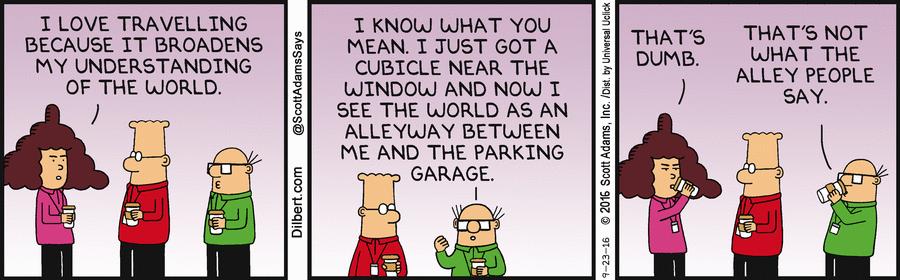 I LOVE TRAVELLING
BECAUSE IT BROADENS
MY UNDERSTANDING
OF THE WORLD.
Dilbert.com @ScottAdamsSays
I KNOW WHAT YOU
MEAN. I JUST GOT A
CUBICLE NEAR THE
WINDOW AND NOW I
SEE THE WORLD AS AN
ALLEYWAY BETWEEN
ME AND THE PARKING
GARAGE.
9-23-16 © 2016 Scott Adams, Inc. /Dist. by Universal Uclick
THAT'S
DUMB.
THAT'S NOT
WHAT THE
ALLEY PEOPLE
SAY.